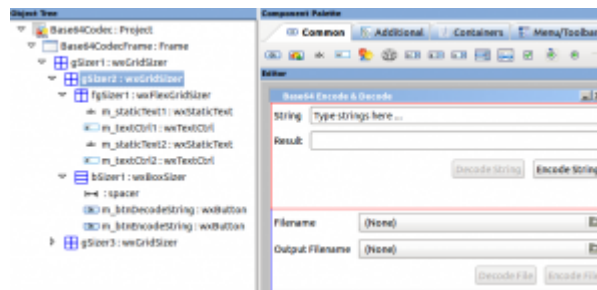 Object Tree
Base64Codec : Project
Base64CodecFrame : Frame
gSizer1 : wxGridSizer
gSizer2 : wxGridSizer
fgSizer1 : wxFlexGridSizer
m_staticText1 : wxStaticText
m_textCtrl1 : wxTextCtrl
m_staticText2 : wxStaticText
m_textCtrl2 : wxTextCtrl
bSizer1 : wxBoxSizer
spacer
m_btnDecodeString : wxButton
m_btnEncodeString : wxButton
gSizer3 : wxGridSizer
Component Palette
Common Additional Containers Menu/Toolbar
Editor
Base64 Encode & Decode
String Type strings here ...
Result
Decode String Encode String
Filename (None)
Output Filename (None)
Decode File Encode File